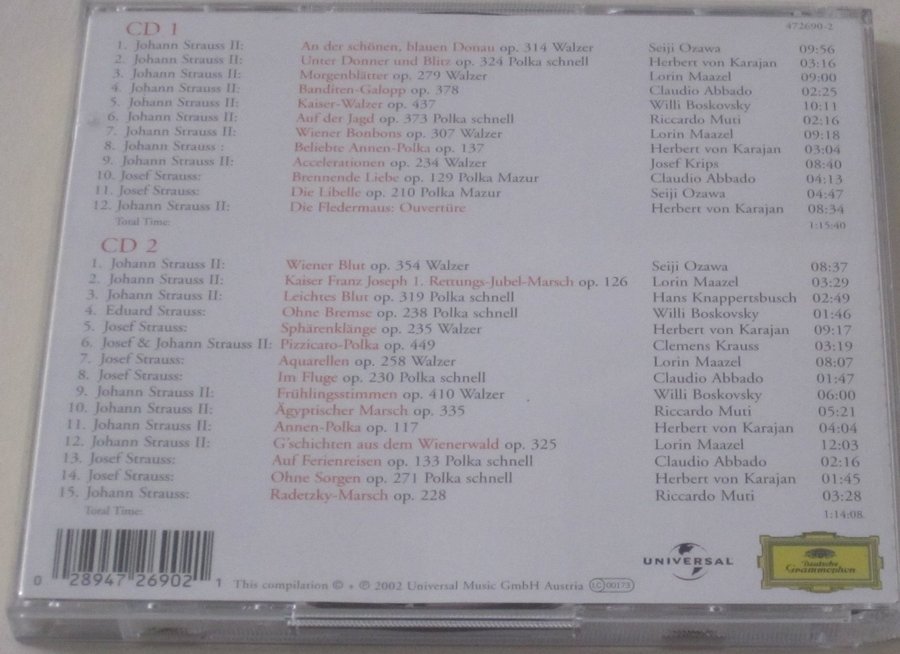 CD 1
472690-2
1. Johann Strauss II: An der schönen, blauen Donau op. 314 Walzer Seiji Ozawa 09:56
2. Johann Strauss II: Unter Donner und Blitz op. 324 Polka schnell Herbert von Karajan 03:16
3. Johann Strauss II: Morgenblätter op. 279 Walzer Lorin Maazel 09:00
4. Johann Strauss II: Banditen-Galopp op. 378 Claudio Abbado 02:25
5. Johann Strauss II: Kaiser-Walzer op. 437 Willi Boskovsky 10:11
6. Johann Strauss II: Auf der Jagd op. 373 Polka schnell Riccardo Muti 02:16
7. Johann Strauss II: Wiener Bonbons op. 307 Walzer Lorin Maazel 09:18
8. Johann Strauss : Beliebte Annen-Polka op. 137 Herbert von Karajan 03:04
9. Johann Strauss II: Accelerationen op. 234 Walzer Josef Krips 08:40
10. Josef Strauss: Brennende Liebe op. 129 Polka Mazur Claudio Abbado 04:13
11. Josef Strauss: Die Libelle op. 210 Polka Mazur Seiji Ozawa 04:47
12. Johann Strauss II: Die Fledermaus: Ouvertüre Herbert von Karajan 08:34
Total Time: 1:15:40
CD 2
1. Johann Strauss II: Wiener Blut op. 354 Walzer Seiji Ozawa 08:37
2. Johann Strauss II: Kaiser Franz Joseph 1. Rettungs-Jubel-Marsch op. 126 Lorin Maazel 03:29
3. Johann Strauss II: Leichtes Blut op. 319 Polka schnell Hans Knappertsbusch 02:49
4. Eduard Strauss: Ohne Bremse op. 238 Polka schnell Willi Boskovsky 01:46
5. Josef Strauss: Sphärenklänge op. 235 Walzer Herbert von Karajan 09:17
6. Josef & Johann Strauss II: Pizzicato-Polka op. 449 Clemens Krauss 03:19
7. Josef Strauss: Aquarellen op. 258 Walzer Lorin Maazel 08:07
8. Josef Strauss: Im Fluge op. 230 Polka schnell Claudio Abbado 01:47
9. Johann Strauss II: Frühlingsstimmen op. 410 Walzer Willi Boskovsky 06:00
10. Johann Strauss II: Ägyptischer Marsch op. 335 Riccardo Muti 05:21
11. Johann Strauss II: Annen-Polka op. 117 Herbert von Karajan 04:04
12. Johann Strauss II: G'schichten aus dem Wienerwald op. 325 Lorin Maazel 12:03
13. Josef Strauss: Auf Ferienreisen op. 133 Polka schnell Claudio Abbado 02:16
14. Josef Strauss: Ohne Sorgen op. 271 Polka schnell Herbert von Karajan 01:45
15. Johann Strauss: Radetzky-Marsch op. 228 Riccardo Muti 03:28
Total Time: 1:14:08
0 28947 26902 1
This compilation © + ℗ 2002 Universal Music GmbH Austria LC 00173
UNIVERSAL
Deutsche
Grammophon